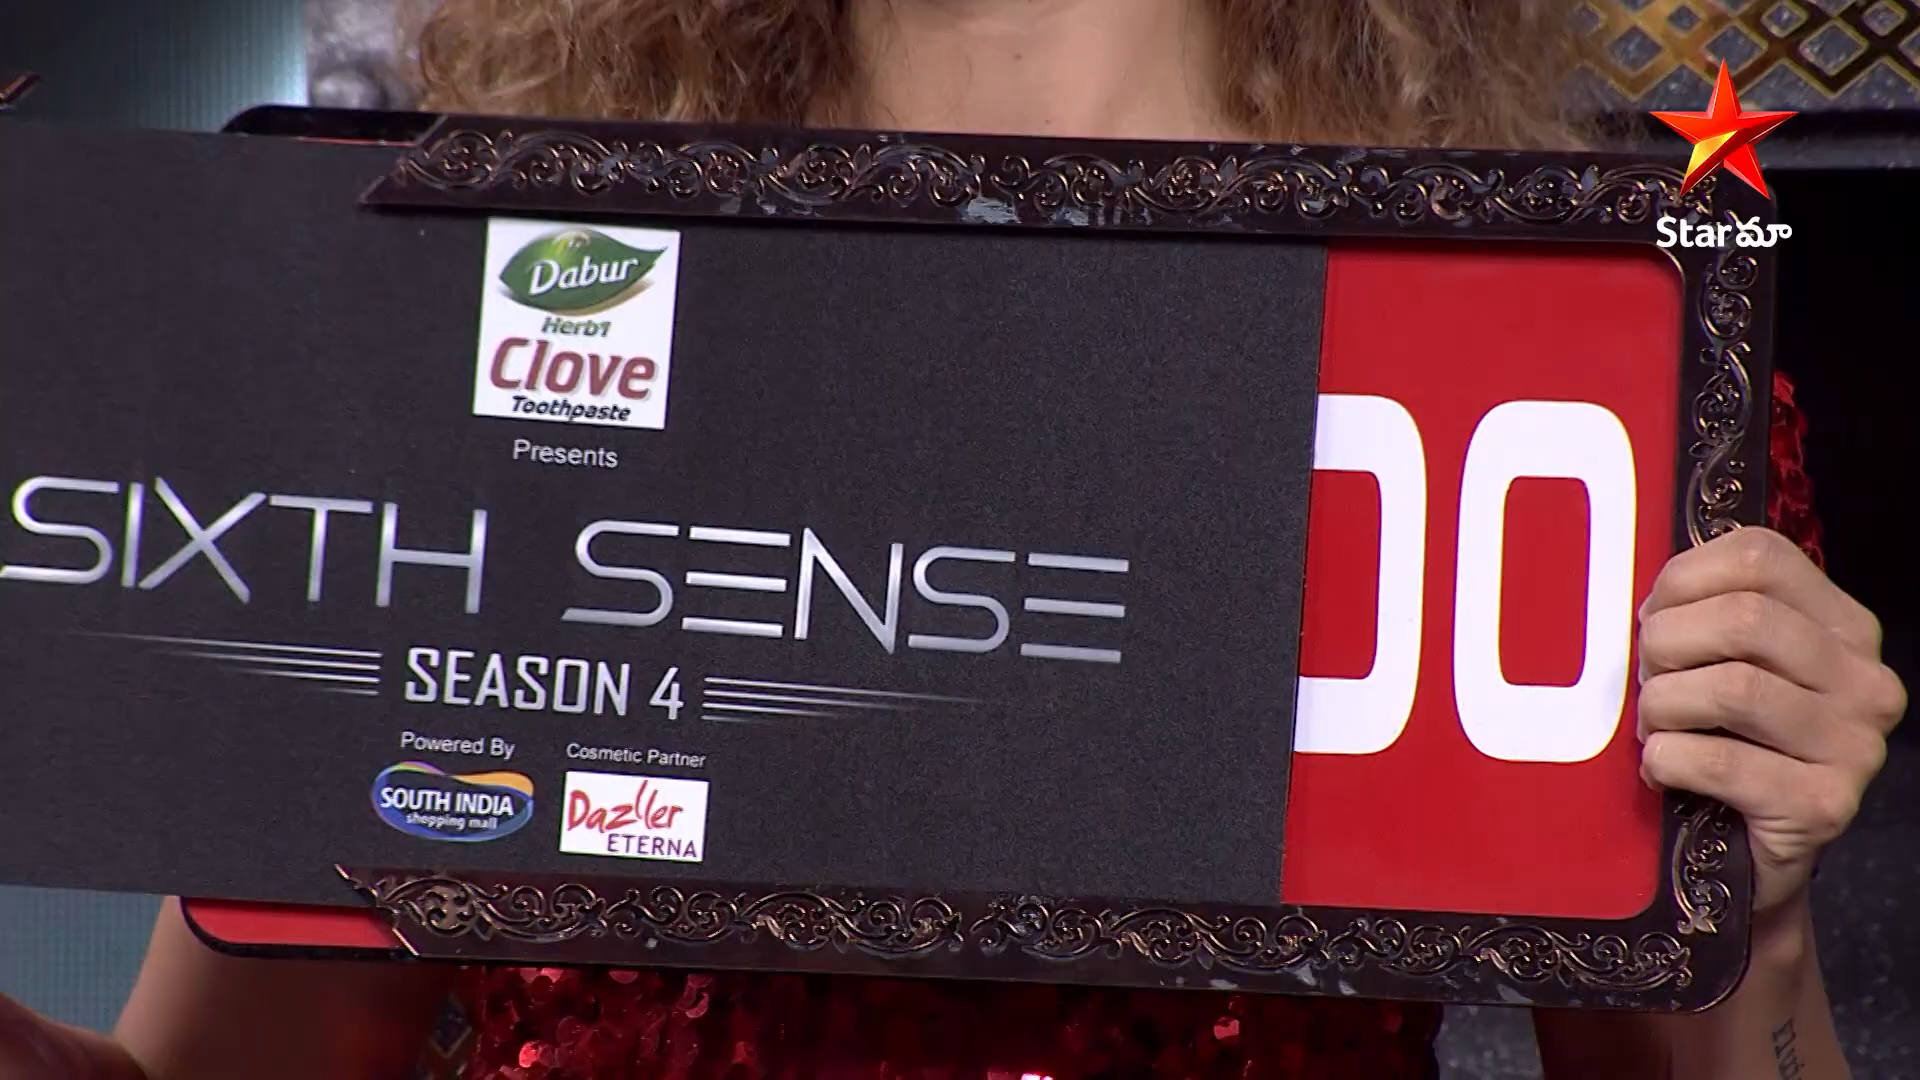 Starమా
Dabur
Herb'l
Clove
Toothpaste
Presents
SIXTH SENSE
SEASON 4
00
Powered By
Cosmetic Partner
SOUTH INDIA
shopping mall
Dazller
ETERNA